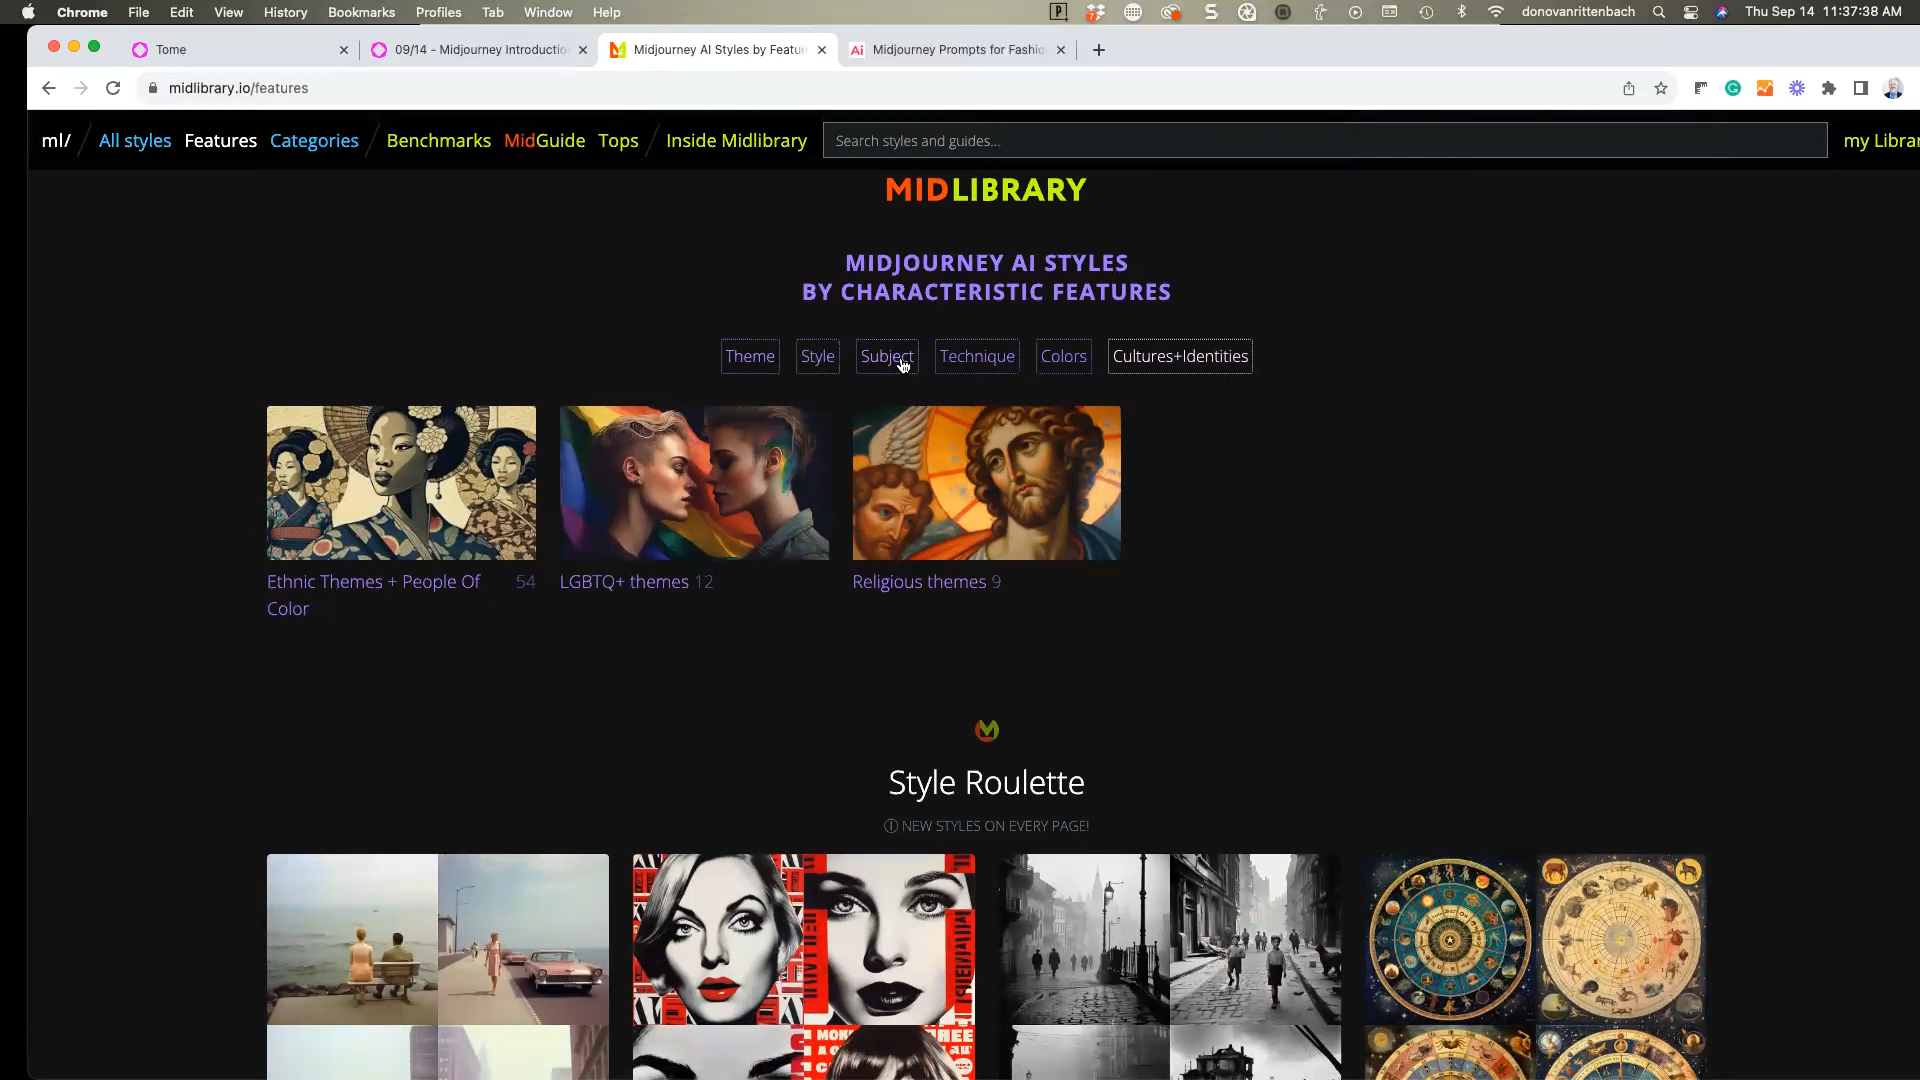 Chrome File Edit View History Bookmarks Profiles Tab Window Help donovanrittenbach Thu Sep 14 11:37:38 AM
Tome 09/14 - Midjourney Introductio Midjourney AI Styles by Featu Midjourney Prompts for Fashio
midlibrary.io/features
ml/ All styles Features Categories Benchmarks MidGuide Tops Inside Midlibrary Search styles and guides... my Librar
MIDLIBRARY
MIDJOURNEY AI STYLES
BY CHARACTERISTIC FEATURES
Theme Style Subject Technique Colors Cultures+Identities
Ethnic Themes + People Of Color 54
LGBTQ+ themes 12
Religious themes 9
Style Roulette
NEW STYLES ON EVERY PAGE!